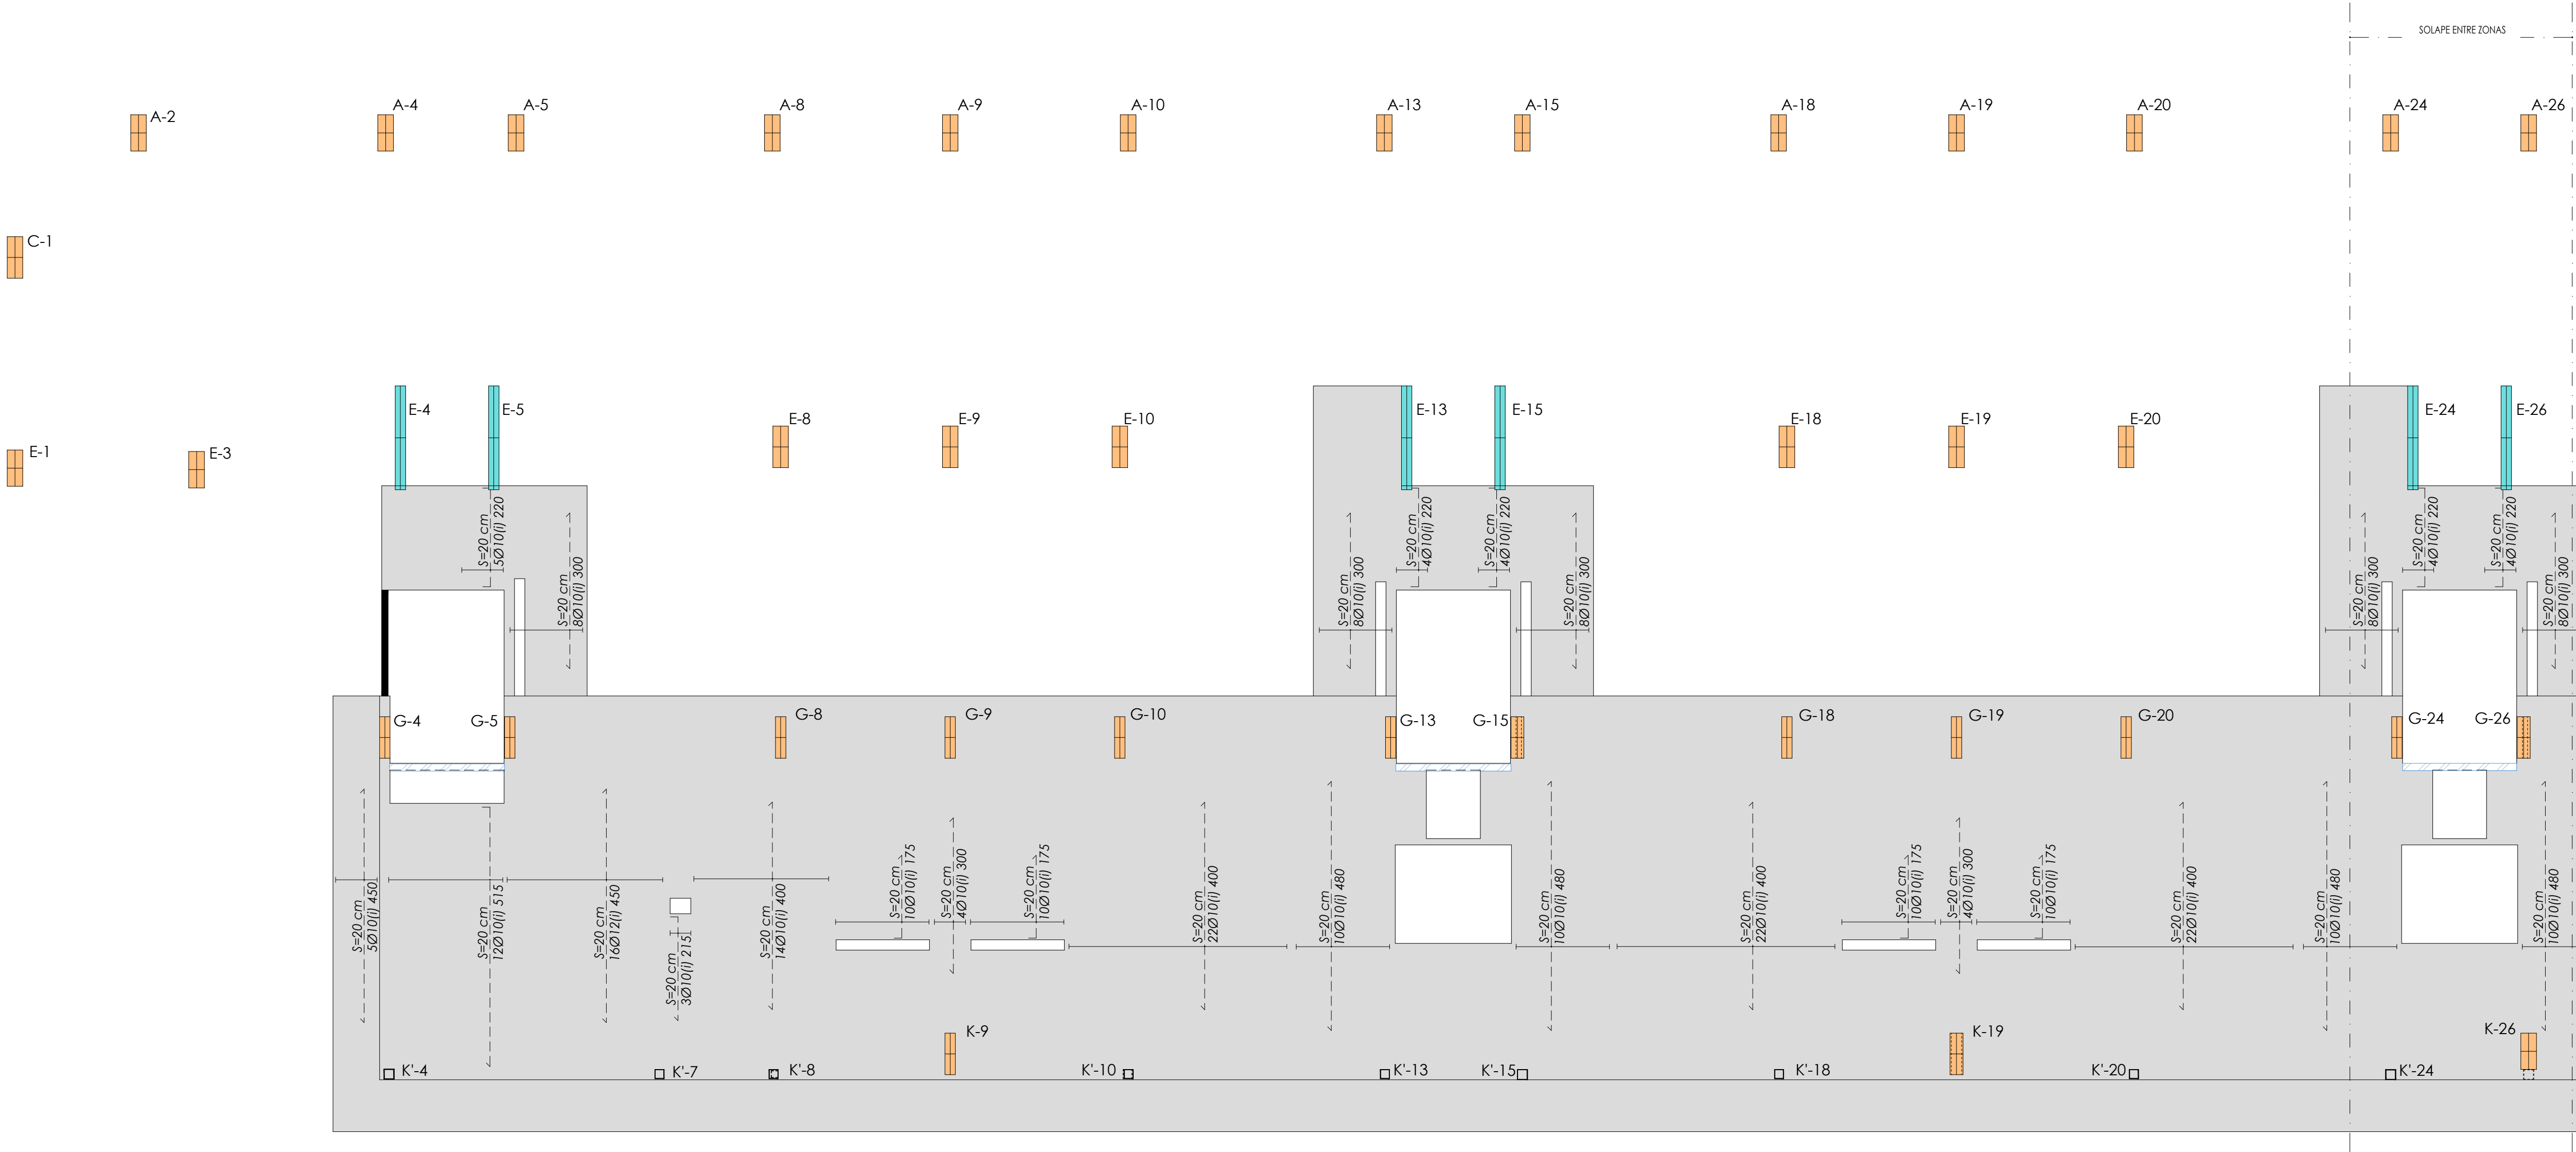 SOLAPE ENTRE ZONAS
A-2
A-4
A-5
A-8
A-9
A-10
A-13
A-15
A-18
A-19
A-20
A-24
A-26
C-1
E-1
E-3
E-4
E-5
E-8
E-9
E-10
E-13
E-15
E-18
E-19
E-20
E-24
E-26
S=20 cm
5Ø10(i) 220
S=20 cm
8Ø10(i) 300
S=20 cm
8Ø10(i) 300
S=20 cm
4Ø10(i) 220
S=20 cm
4Ø10(i) 220
S=20 cm
8Ø10(i) 300
S=20 cm
8Ø10(i) 300
S=20 cm
4Ø10(i) 220
S=20 cm
4Ø10(i) 220
S=20 cm
8Ø10(i) 300
G-4
G-5
G-8
G-9
G-10
G-13
G-15
G-18
G-19
G-20
G-24
G-26
S=20 cm
5Ø10(i) 450
S=20 cm
12Ø10(i) 515
S=20 cm
16Ø12(i) 450
S=20 cm
3Ø10(i) 215
S=20 cm
14Ø10(i) 400
S=20 cm
10Ø10(i) 175
S=20 cm
4Ø10(i) 300
S=20 cm
10Ø10(i) 175
S=20 cm
22Ø10(i) 400
S=20 cm
10Ø10(i) 480
S=20 cm
10Ø10(i) 480
S=20 cm
22Ø10(i) 400
S=20 cm
10Ø10(i) 175
S=20 cm
4Ø10(i) 300
S=20 cm
10Ø10(i) 175
S=20 cm
22Ø10(i) 400
S=20 cm
10Ø10(i) 480
S=20 cm
10Ø10(i) 480
K-9
K-19
K-26
K'-4
K'-7
K'-8
K'-10
K'-13
K'-15
K'-18
K'-20
K'-24